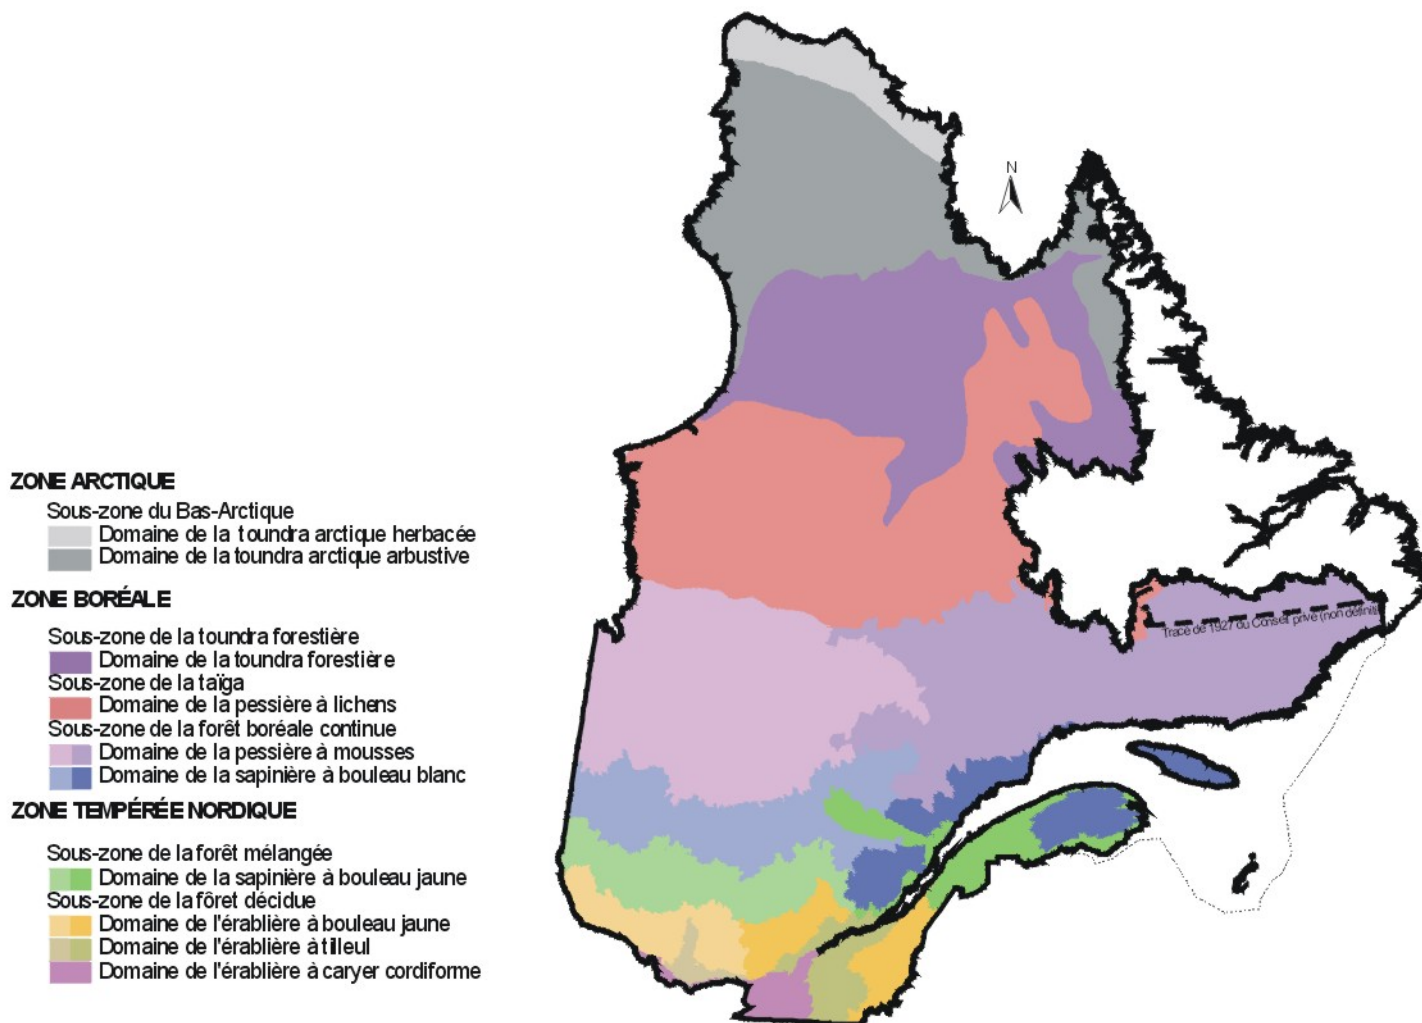 ZONE ARCTIQUE
Sous-zone du Bas-Arctique
Domaine de la toundra arctique herbacée
Domaine de la toundra arctique arbustive
ZONE BORÉALE
Sous-zone de la toundra forestière
Domaine de la toundra forestière
Sous-zone de la taïga
Domaine de la pessière à lichens
Sous-zone de la forêt boréale continue
Domaine de la pessière à mousses
Domaine de la sapinière à bouleau blanc
ZONE TEMPÉRÉE NORDIQUE
Sous-zone de la forêt mélangée
Domaine de la sapinière à bouleau jaune
Sous-zone de la fôret décidue
Domaine de l'érablière à bouleau jaune
Domaine de l'érablière à tilleul
Domaine de l'érablière à caryer cordiforme
N
Tracé de 1927 du Conseil privé (non définiti